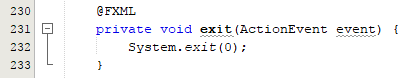 230 @FXML
231 private void exit(ActionEvent event) {
232 System.exit(0);
233 }